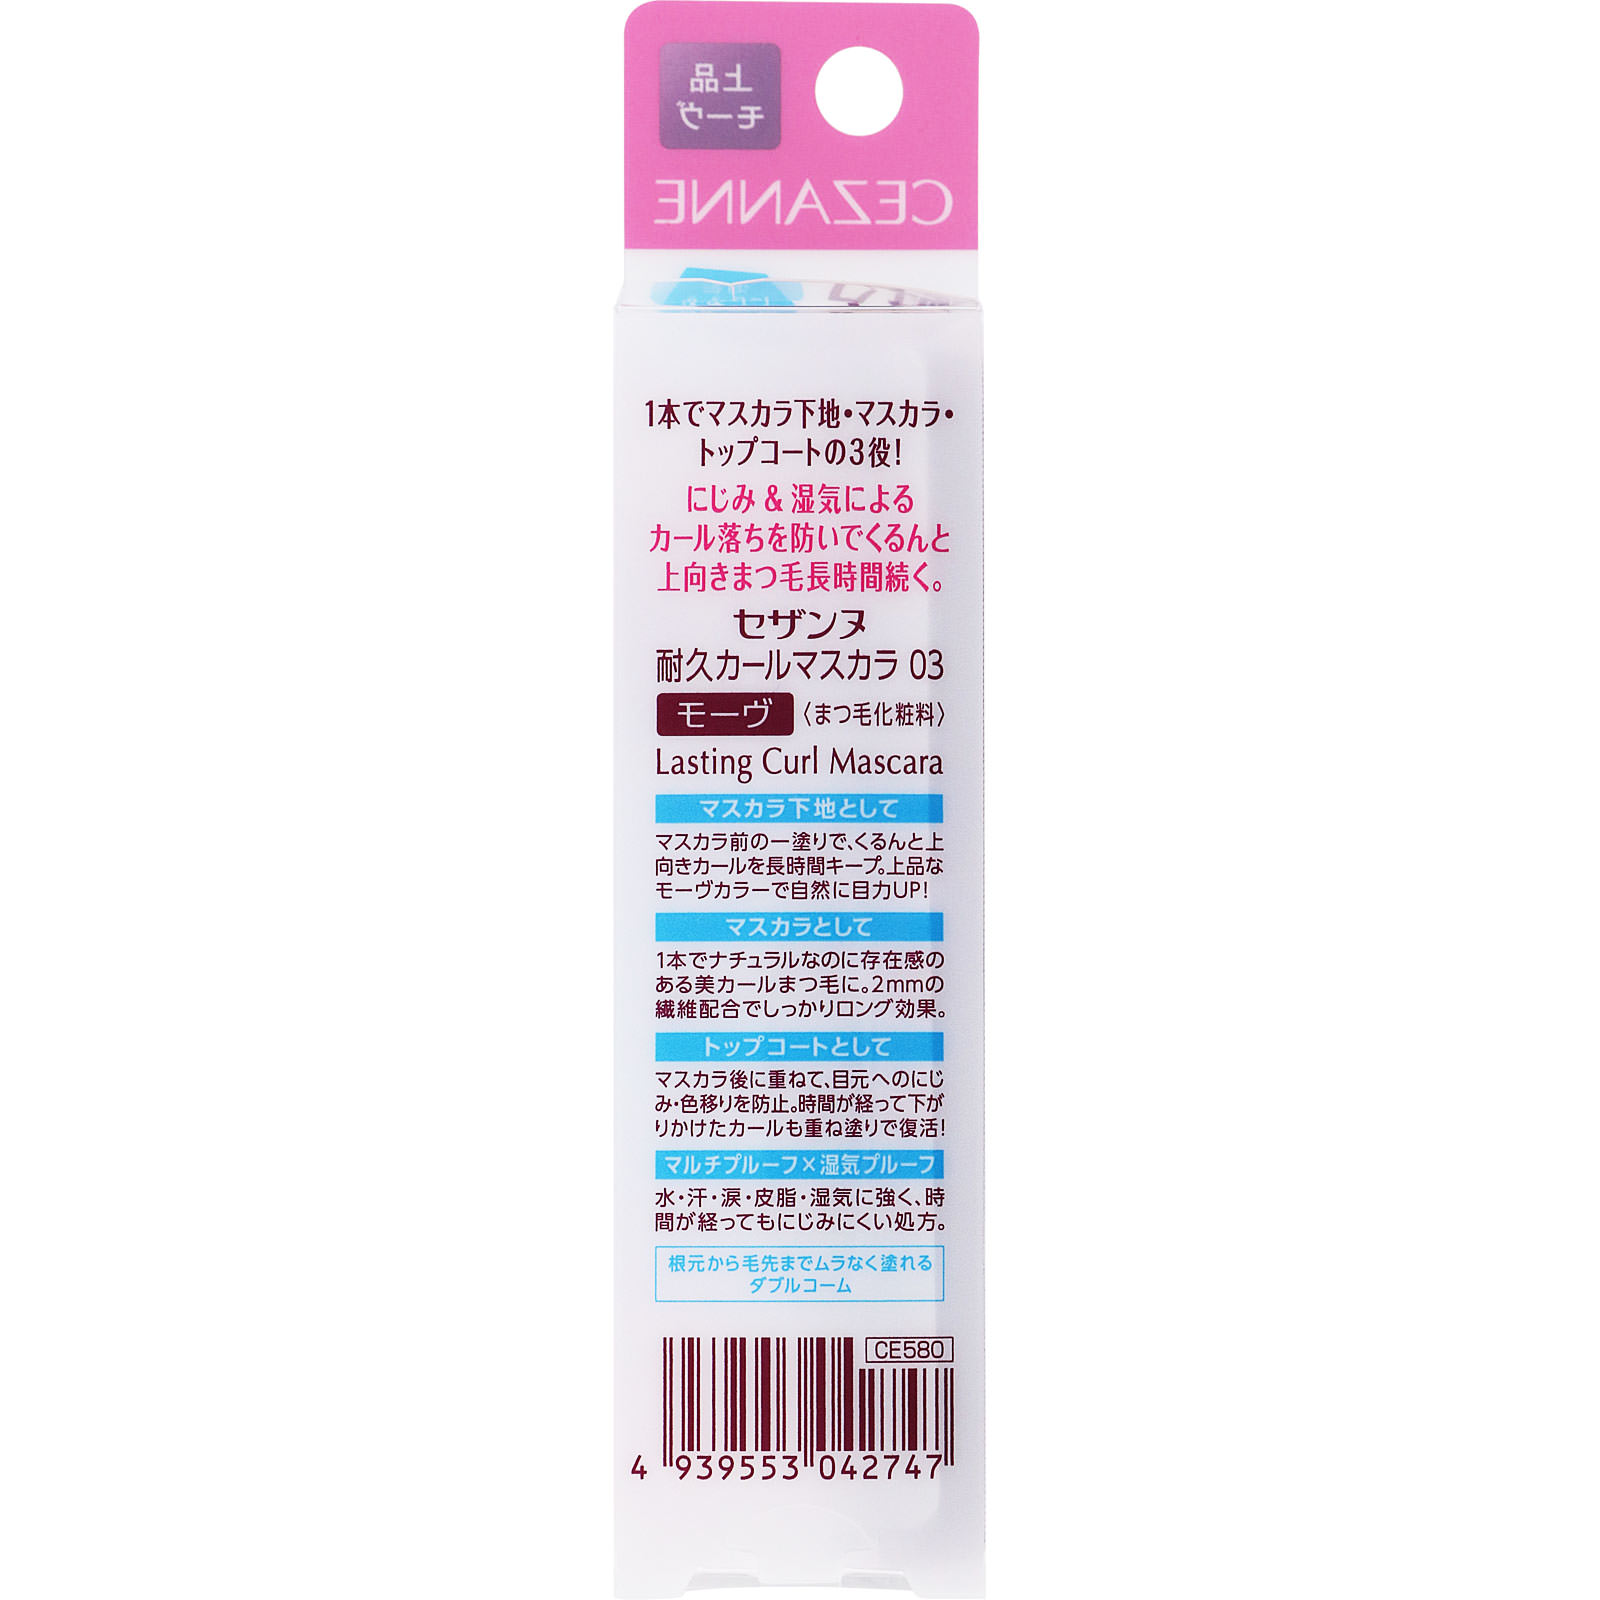 上品
モーヴ
CEZANNE
1本でマスカラ下地・マスカラ・
トップコートの3役!
にじみ & 湿気による
カール落ちを防いでくるんと
上向きまつ毛長時間続く。
セザンヌ
耐久カールマスカラ 03
モーヴ 〈まつ毛化粧料〉
Lasting Curl Mascara
マスカラ下地として
マスカラ前の一塗りで、くるんと上
向きカールを長時間キープ。上品な
モーヴカラーで自然に目力UP!
マスカラとして
1本でナチュラルなのに存在感の
ある美カールまつ毛に。2mmの
繊維配合でしっかりロング効果。
トップコートとして
マスカラ後に重ねて、目元へのにじ
み・色移りを防止。時間が経って下が
りかけたカールも重ね塗りで復活!
マルチプルーフ×湿気プルーフ
水・汗・涙・皮脂・湿気に強く、時
間が経ってもにじみにくい処方。
根元から毛先までムラなく塗れる
ダブルコーム
CE580
4 939553 042747